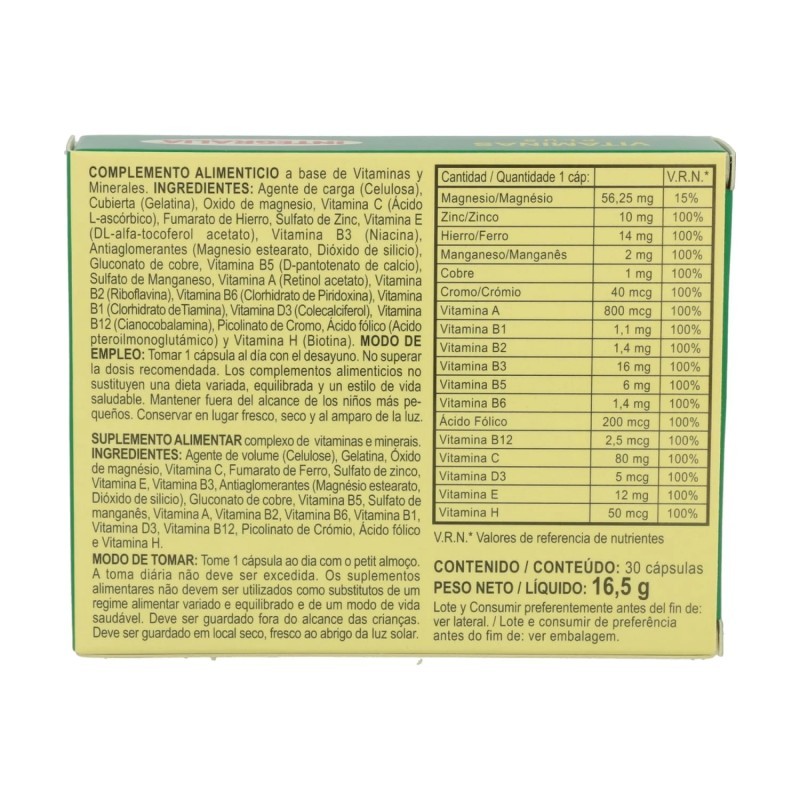 INTEGRALIA
VITAMINAS
PLUS
COMPLEMENTO ALIMENTICIO a base de Vitaminas y
Minerales. INGREDIENTES: Agente de carga (Celulosa),
Cubierta (Gelatina), Oxido de magnesio, Vitamina C (Ácido
L-ascórbico), Fumarato de Hierro, Sulfato de Zinc, Vitamina E
(DL-alfa-tocoferol acetato), Vitamina B3 (Niacina),
Antiaglomerantes (Magnesio estearato, Dióxido de silicio),
Gluconato de cobre, Vitamina B5 (D-pantotenato de calcio),
Sulfato de Manganeso, Vitamina A (Retinol acetato), Vitamina
B2 (Riboflavina), Vitamina B6 (Clorhidrato de Piridoxina), Vitamina
B1 (Clorhidrato de Tiamina), Vitamina D3 (Colecalciferol), Vitamina
B12 (Cianocobalamina), Picolinato de Cromo, Ácido fólico (Acido
pteroilmonoglutámico) y Vitamina H (Biotina). MODO DE
EMPLEO: Tomar 1 cápsula al día con el desayuno. No superar
la dosis recomendada. Los complementos alimenticios no
sustituyen una dieta variada, equilibrada y un estilo de vida
saludable. Mantener fuera del alcance de los niños más pe-
queños. Conservar en lugar fresco, seco y al amparo de la luz.
SUPLEMENTO ALIMENTAR complexo de vitaminas e minerais.
INGREDIENTES: Agente de volume (Celulose), Gelatina, Óxido
de magnésio, Vitamina C, Fumarato de Ferro, Sulfato de zinco,
Vitamina E, Vitamina B3, Antiaglomerantes (Magnésio estearato,
Dióxido de silicio), Gluconato de cobre, Vitamina B5, Sulfato de
manganês, Vitamina A, Vitamina B2, Vitamina B6, Vitamina B1,
Vitamina D3, Vitamina B12, Picolinato de Crómio, Ácido fólico
e Vitamina H.
MODO DE TOMAR: Tome 1 cápsula ao dia com o petit almoço.
A toma diária não deve ser excedida. Os suplementos
alimentares não devem ser utilizados como substitutos de um
regime alimentar variado e equilibrado e de um modo de vida
saudável. Deve ser guardado fora do alcance das crianças.
Deve ser guardado em local seco, fresco ao abrigo da luz solar.
Cantidad / Quantidade 1 cáp: V.R.N.*
Magnesio/Magnésio 56,25 mg 15%
Zinc/Zinco 10 mg 100%
Hierro/Ferro 14 mg 100%
Manganeso/Manganês 2 mg 100%
Cobre 1 mg 100%
Cromo/Crómio 40 mcg 100%
Vitamina A 800 mcg 100%
Vitamina B1 1,1 mg 100%
Vitamina B2 1,4 mg 100%
Vitamina B3 16 mg 100%
Vitamina B5 6 mg 100%
Vitamina B6 1,4 mg 100%
Ácido Fólico 200 mcg 100%
Vitamina B12 2,5 mcg 100%
Vitamina C 80 mg 100%
Vitamina D3 5 mcg 100%
Vitamina E 12 mg 100%
Vitamina H 50 mcg 100%
V.R.N.* Valores de referencia de nutrientes
CONTENIDO / CONTEÚDO: 30 cápsulas
PESO NETO / LÍQUIDO: 16,5 g
Lote y Consumir preferentemente antes del fin de:
ver lateral. / Lote e consumir de preferência
antes do fim de: ver embalagem.